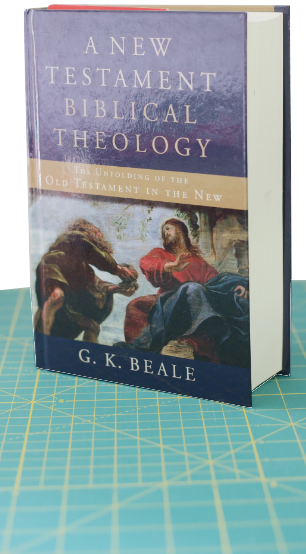 A NEW
TESTAMENT
BIBLICAL
THEOLOGY
THE UNFOLDING OF THE
OLD TESTAMENT IN THE NEW
G. K. BEALE